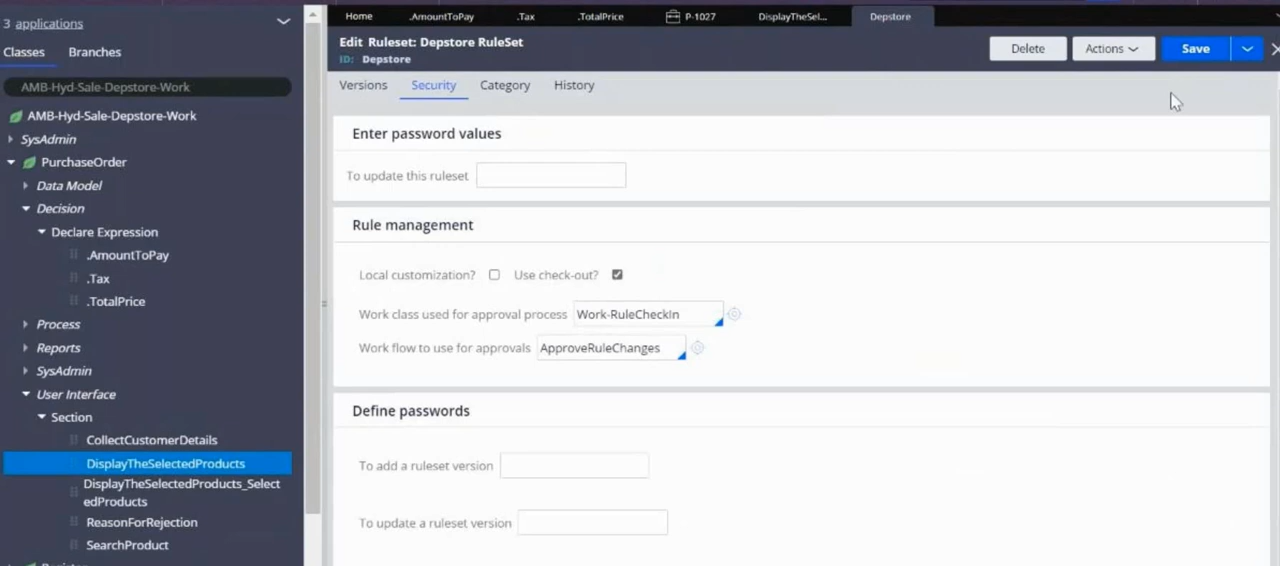 3 applications
Classes Branches
AMB-Hyd-Sale-Depstore-Work
AMB-Hyd-Sale-Depstore-Work
SysAdmin
PurchaseOrder
Data Model
Decision
Declare Expression
.AmountToPay
.Tax
.TotalPrice
Process
Reports
SysAdmin
User Interface
Section
CollectCustomerDetails
DisplayTheSelectedProducts
DisplayTheSelectedProducts_Select
edProducts
ReasonForRejection
SearchProduct
Home .AmountToPay .Tax .TotalPrice P-1027 DisplayTheSel... Depstore
Edit Ruleset: Depstore RuleSet
ID: Depstore
Delete Actions Save
Versions Security Category History
Enter password values
To update this ruleset
Rule management
Local customization? Use check-out?
Work class used for approval process Work-RuleCheckIn
Work flow to use for approvals ApproveRuleChanges
Define passwords
To add a ruleset version
To update a ruleset version